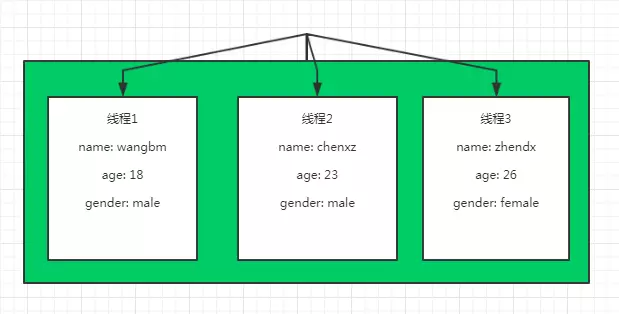 线程1
name: wangbm
age: 18
gender: male
线程2
name: chenxz
age: 23
gender: male
线程3
name: zhendx
age: 26
gender: female